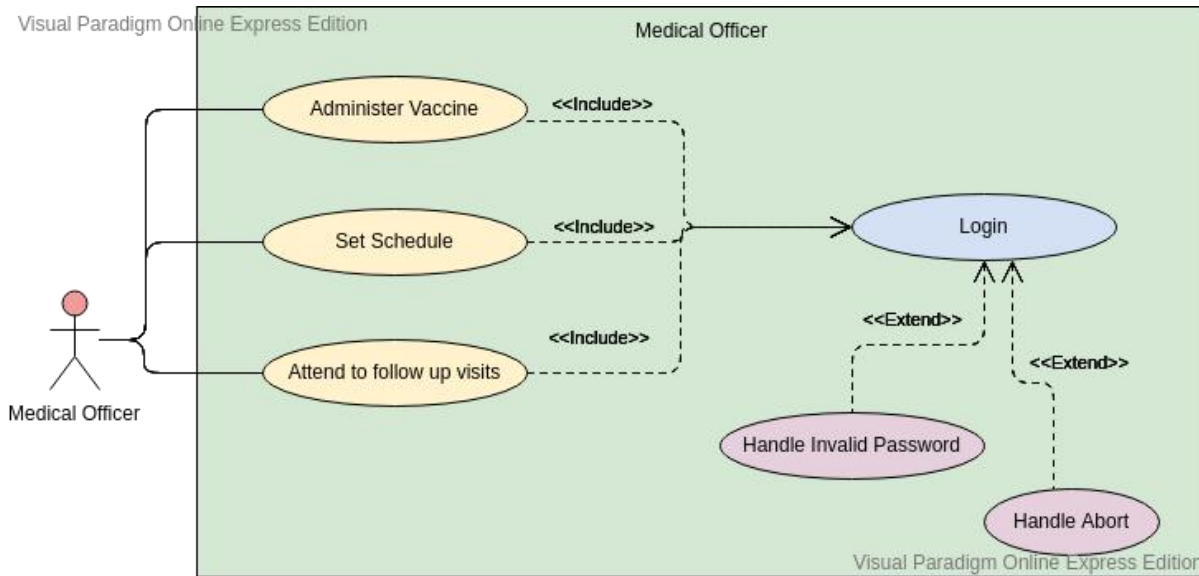 Visual Paradigm Online Express Edition
Medical Officer
Administer Vaccine
<<Include>>
Set Schedule
<<Include>>
Login
Attend to follow up visits
<<Include>>
<<Extend>>
<<Extend>>
Medical Officer
Handle Invalid Password
Handle Abort
Visual Paradigm Online Express Edition